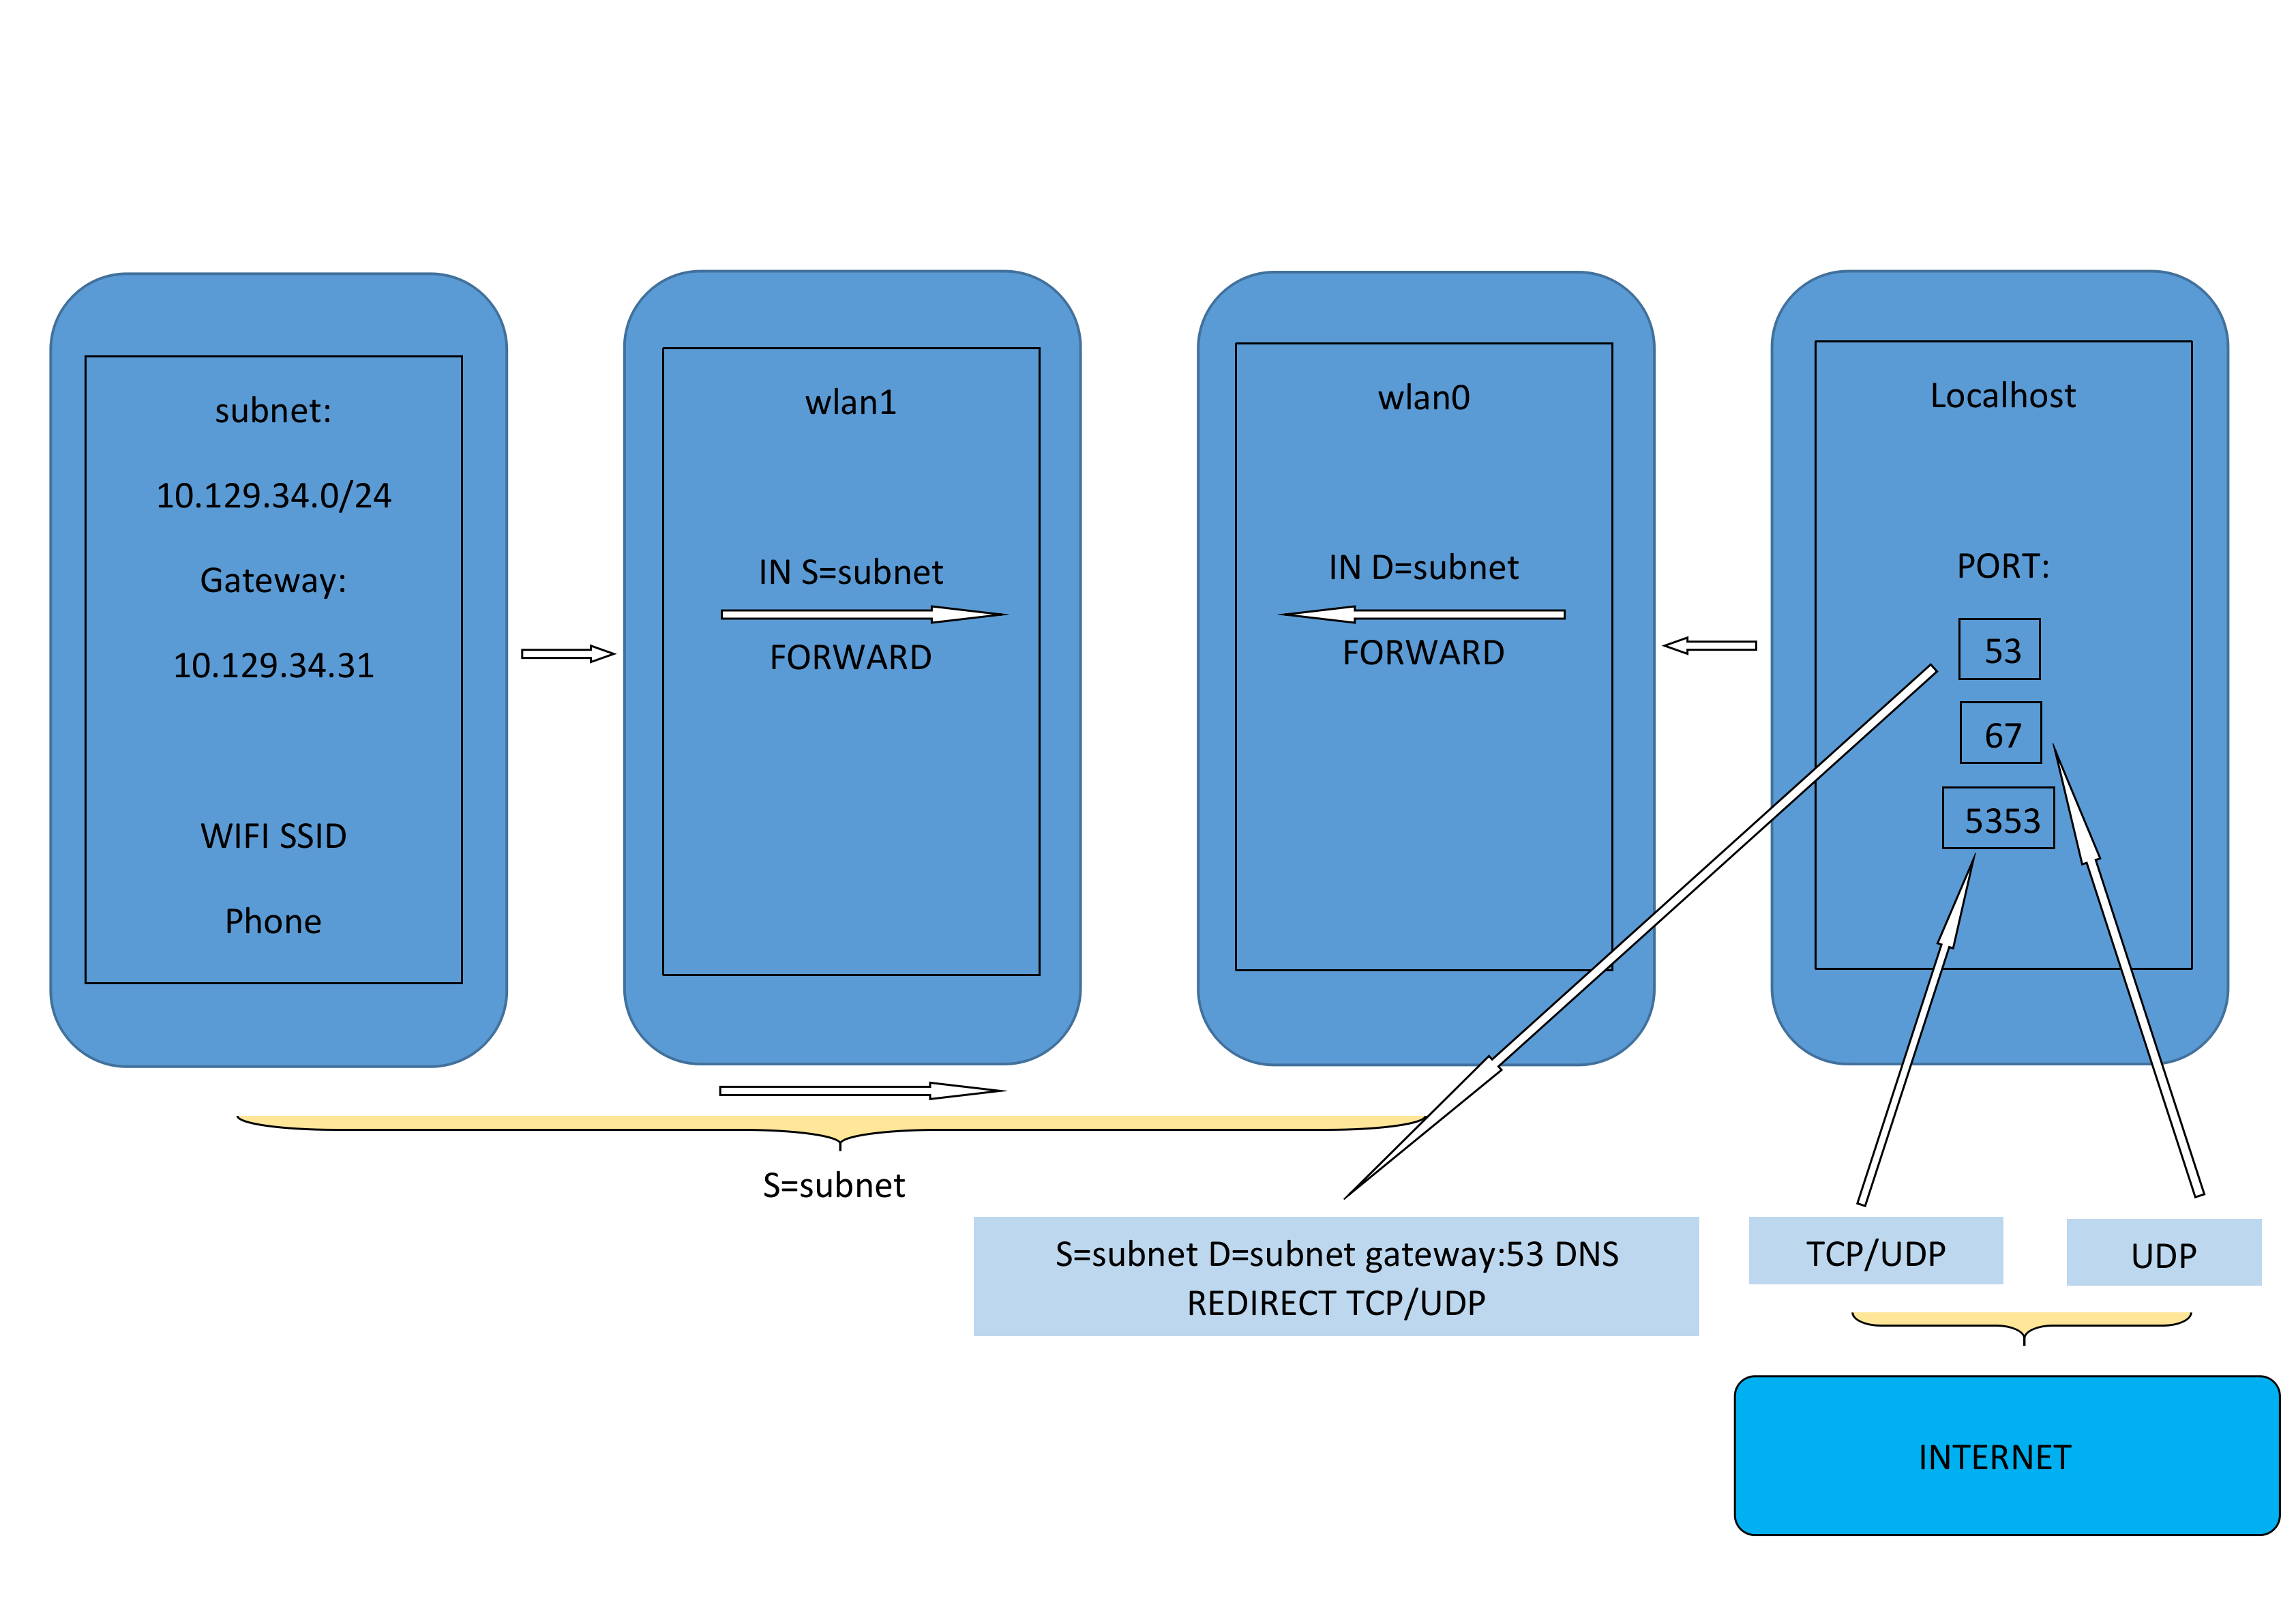 subnet:
10.129.34.0/24
Gateway:
10.129.34.31
WIFI SSID
Phone
wlan1
IN S=subnet
FORWARD
wlan0
IN D=subnet
FORWARD
Localhost
PORT:
53
67
5353
S=subnet
S=subnet D=subnet gateway:53 DNS
REDIRECT TCP/UDP
TCP/UDP
UDP
INTERNET